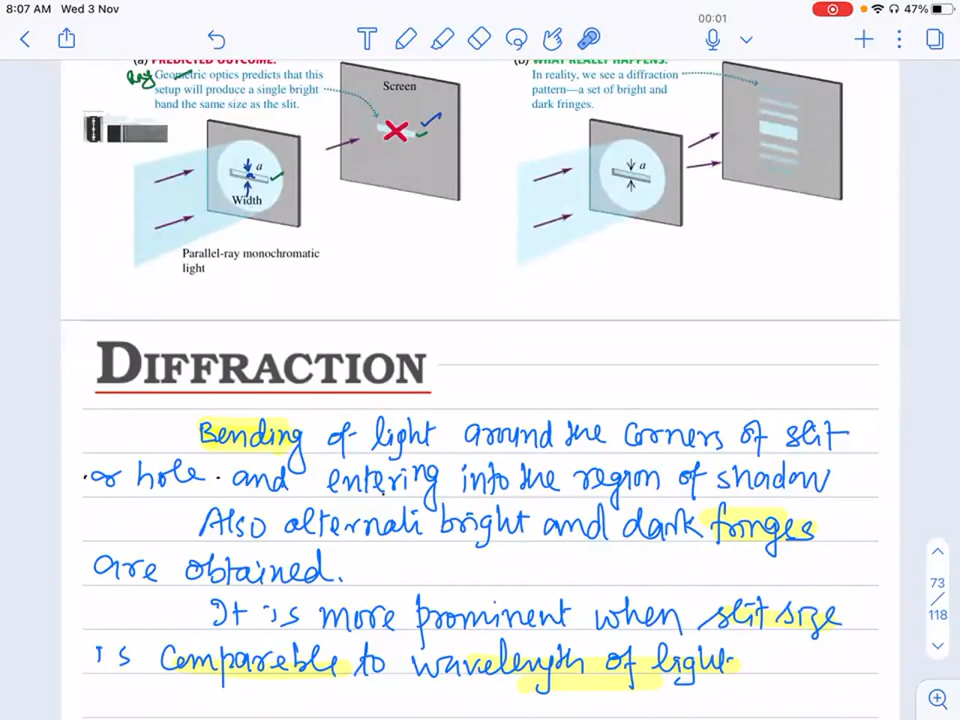 8:07 AM Wed 3 Nov
47%
00:01
(a) PREDICTED OUTCOME:
Ray Geometric optics predicts that this
setup will produce a single bright
band the same size as the slit.
Screen
a
Width
Parallel-ray monochromatic
light
(b) WHAT REALLY HAPPENS:
In reality, we see a diffraction
pattern—a set of bright and
dark fringes.
a
DIFFRACTION
Bending of light around the corners of slit
or hole and entering into the region of shadow
Also alternati bright and dark fringes
are obtained.
It is more prominent when slit size
is compareble to wavelength of light.
73
/
118